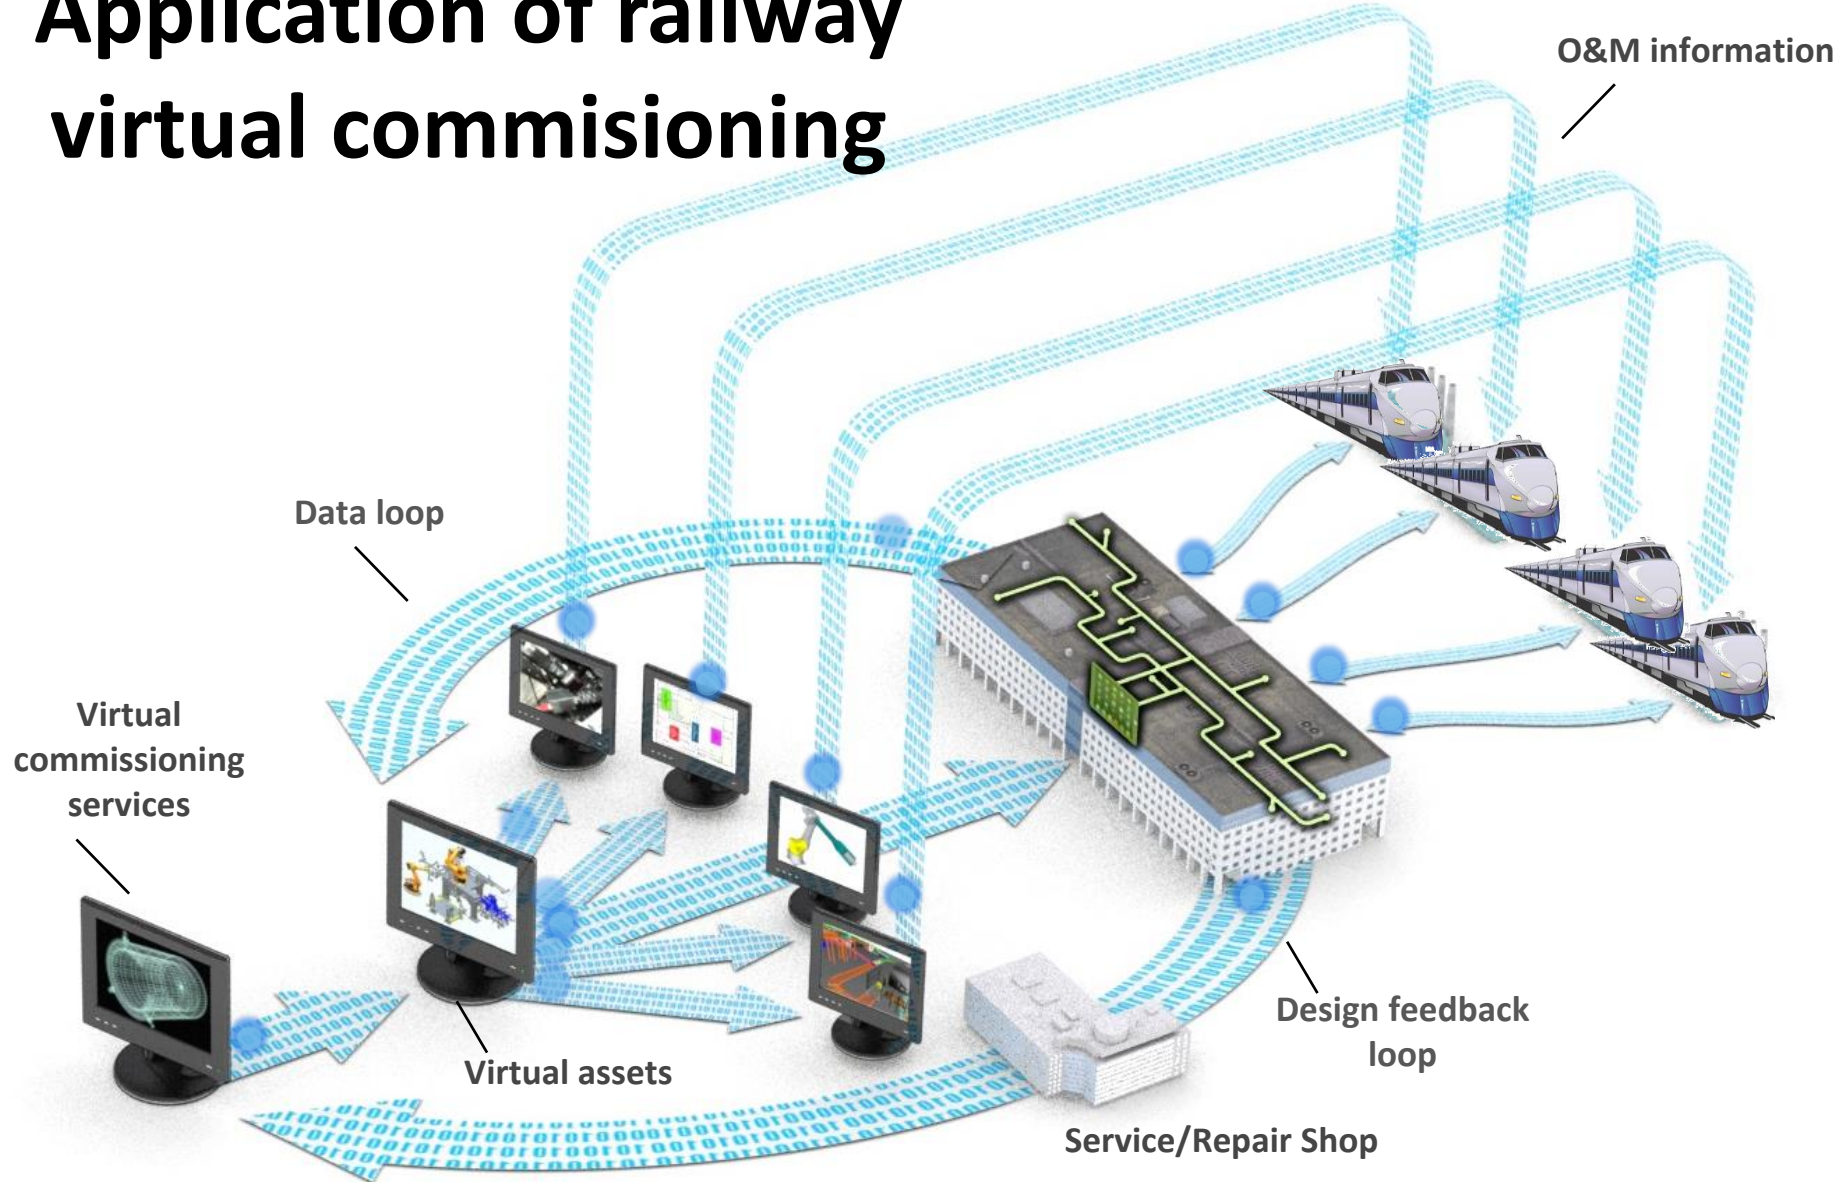 Application of railway
virtual commisioning
O&M information
Data loop
Virtual
commissioning
services
Virtual assets
Design feedback
loop
Service/Repair Shop